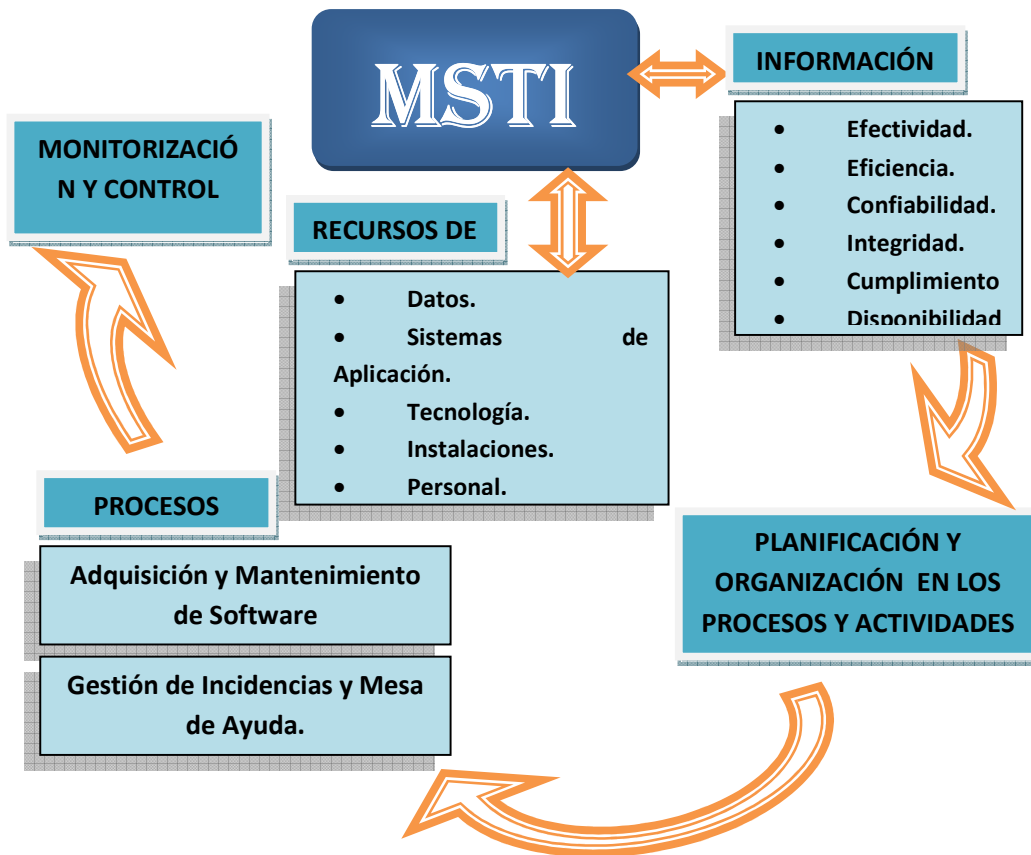 MSTI
INFORMACIÓN
• Efectividad.
• Eficiencia.
• Confiabilidad.
• Integridad.
• Cumplimiento
• Disponibilidad
MONITORIZACIÓ
N Y CONTROL
RECURSOS DE
• Datos.
• Sistemas de
Aplicación.
• Tecnología.
• Instalaciones.
• Personal.
PROCESOS
Adquisición y Mantenimiento
de Software
Gestión de Incidencias y Mesa
de Ayuda.
PLANIFICACIÓN Y
ORGANIZACIÓN EN LOS
PROCESOS Y ACTIVIDADES